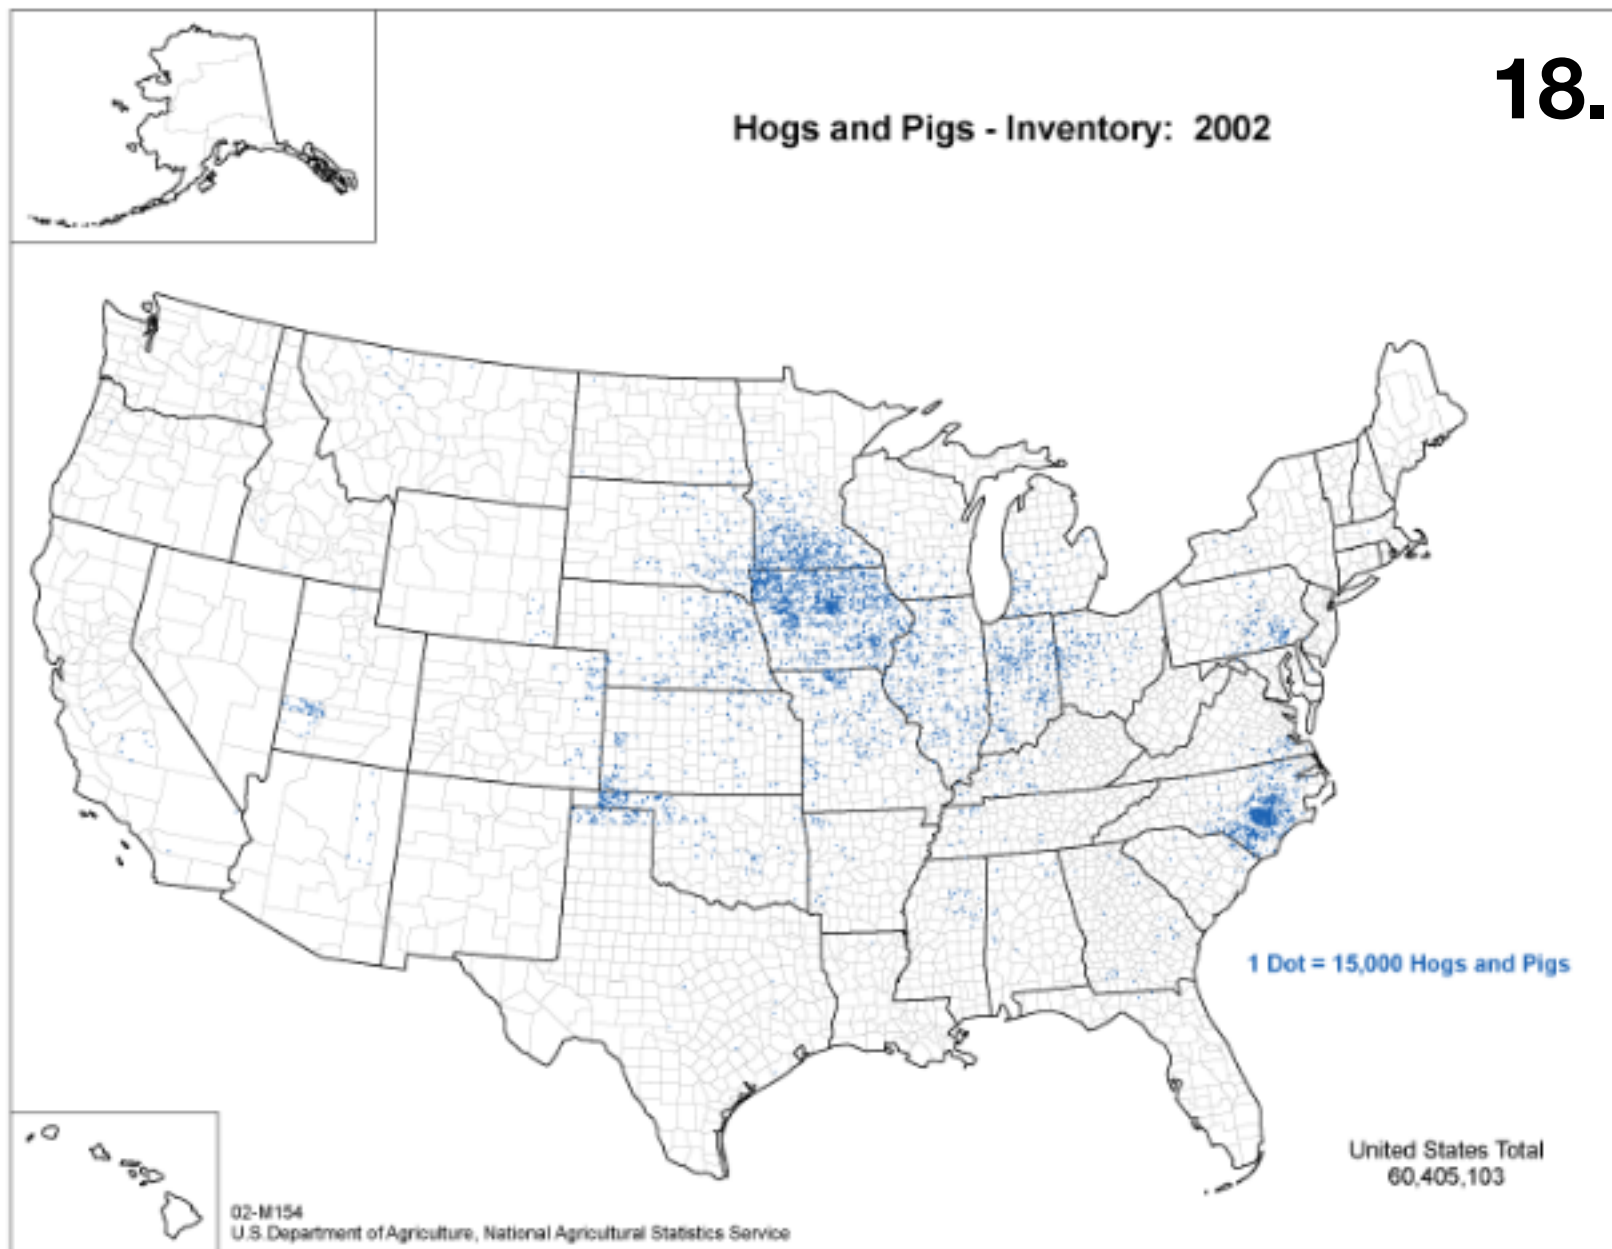 18.
Hogs and Pigs - Inventory: 2002
1 Dot = 15,000 Hogs and Pigs
United States Total
60,405,103
02-M154
U.S.Department of Agriculture, National Agricultural Statistics Service